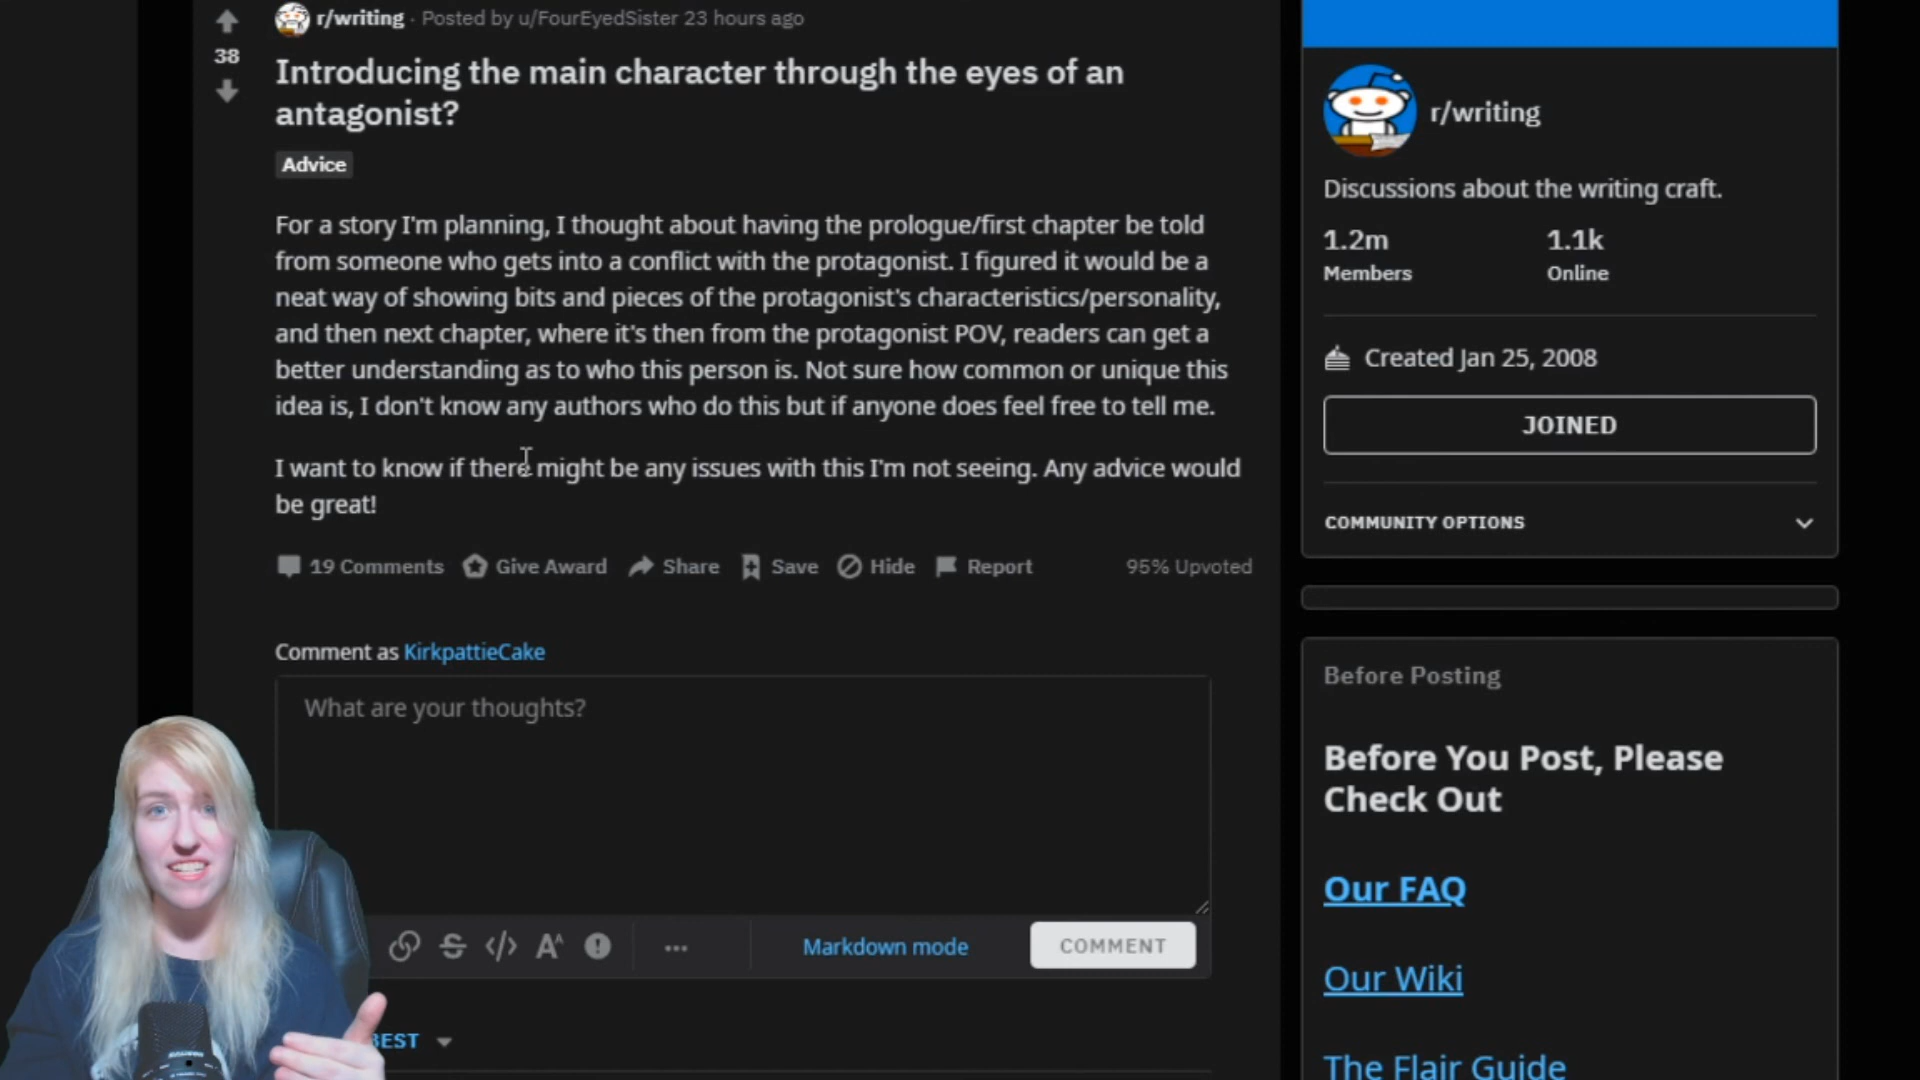 r/writing · Posted by u/FourEyedSister 23 hours ago
38
Introducing the main character through the eyes of an
antagonist?
Advice
For a story I'm planning, I thought about having the prologue/first chapter be told
from someone who gets into a conflict with the protagonist. I figured it would be a
neat way of showing bits and pieces of the protagonist's characteristics/personality,
and then next chapter, where it's then from the protagonist POV, readers can get a
better understanding as to who this person is. Not sure how common or unique this
idea is, I don't know any authors who do this but if anyone does feel free to tell me.
I want to know if there might be any issues with this I'm not seeing. Any advice would
be great!
19 Comments Give Award Share Save Hide Report 95% Upvoted
Comment as KirkpattieCake
What are your thoughts?
Markdown mode COMMENT
BEST
r/writing
Discussions about the writing craft.
1.2m 1.1k
Members Online
Created Jan 25, 2008
JOINED
COMMUNITY OPTIONS
Before Posting
Before You Post, Please
Check Out
Our FAQ
Our Wiki
The Flair Guide